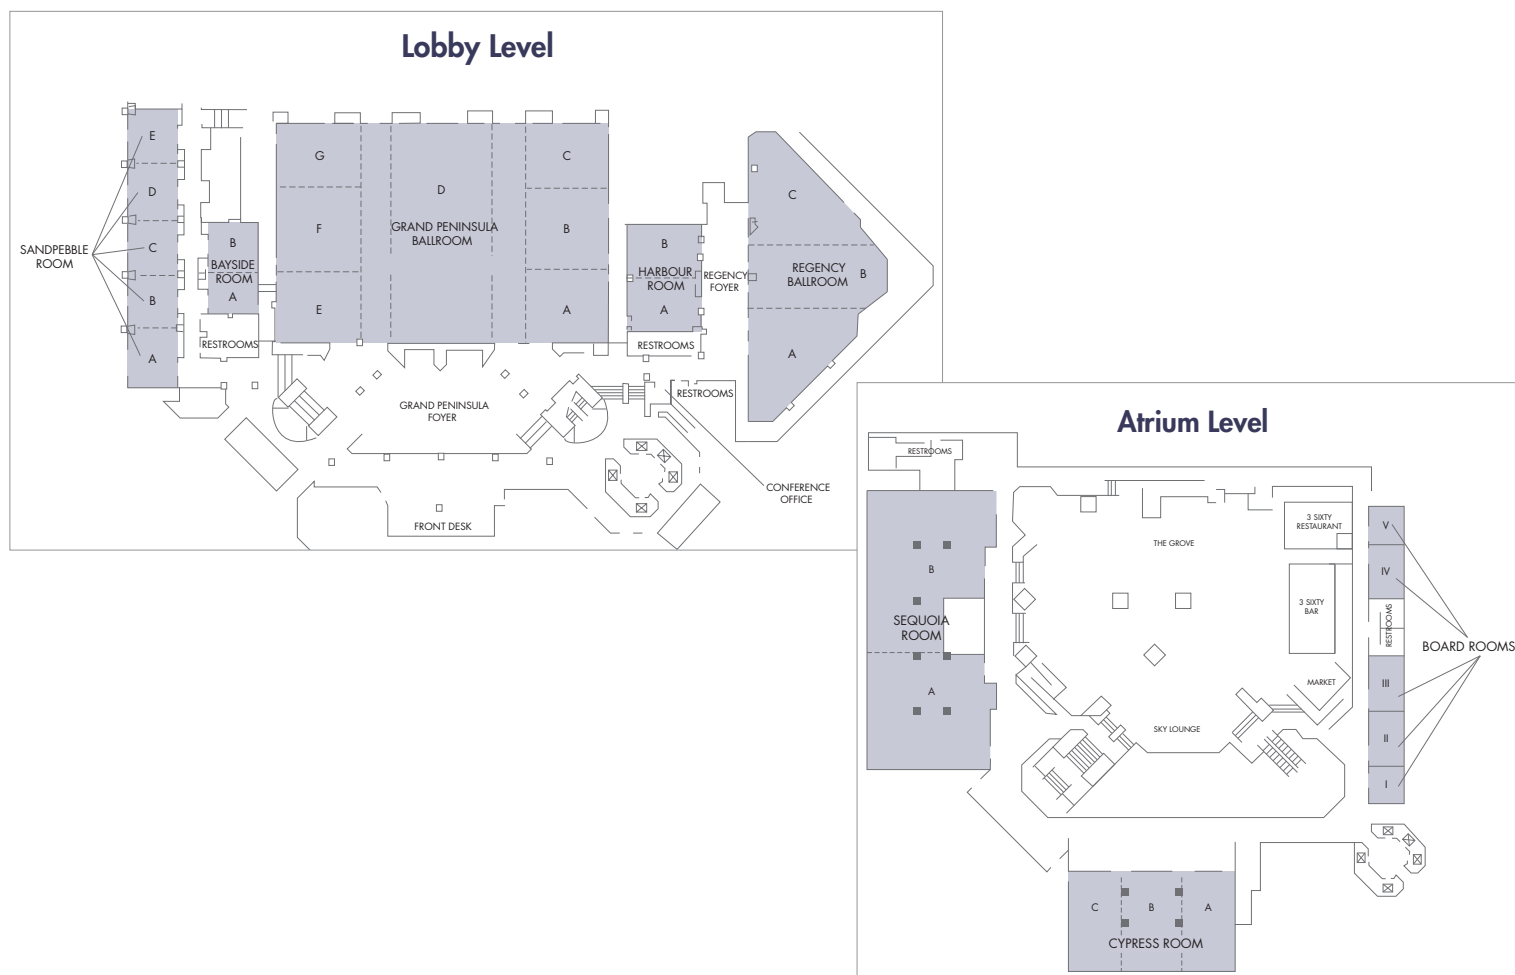 Lobby Level
E
D
C
B
A
SANDPEBBLE
ROOM
B
BAYSIDE
ROOM
A
RESTROOMS
G
F
E
D
GRAND PENINSULA
BALLROOM
C
B
A
B
HARBOUR
ROOM
A
RESTROOMS
REGENCY
FOYER
C
REGENCY
BALLROOM
B
A
GRAND PENINSULA
FOYER
RESTROOMS
CONFERENCE
OFFICE
FRONT DESK
Atrium Level
RESTROOMS
B
SEQUOIA
ROOM
A
THE GROVE
3 SIXTY
RESTAURANT
3 SIXTY
BAR
MARKET
SKY LOUNGE
V
IV
RESTROOMS
BOARD ROOMS
III
II
I
C
B
A
CYPRESS ROOM